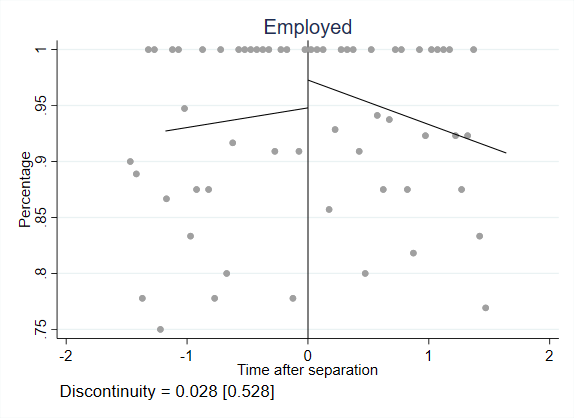 Employed
Percentage
1
.95
.9
.85
.8
.75
-2
-1
0
1
2
Time after separation
Discontinuity = 0.028 [0.528]